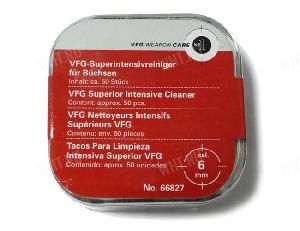 VFG WEAPON CARE
VFG-Superintensivreiniger
für Büchsen
Inhalt: ca. 50 Stück
VFG Superior Intensive Cleaner
Content: approx. 50 pcs.
VFG Nettoyeurs Intensifs
Supérieurs VFG
Contenu: env. 50 pièces
Tacos Para Limpieza
Intensiva Superior VFG
Contenido: aprox. 50 unidades
cal.
6
mm
No. 66827